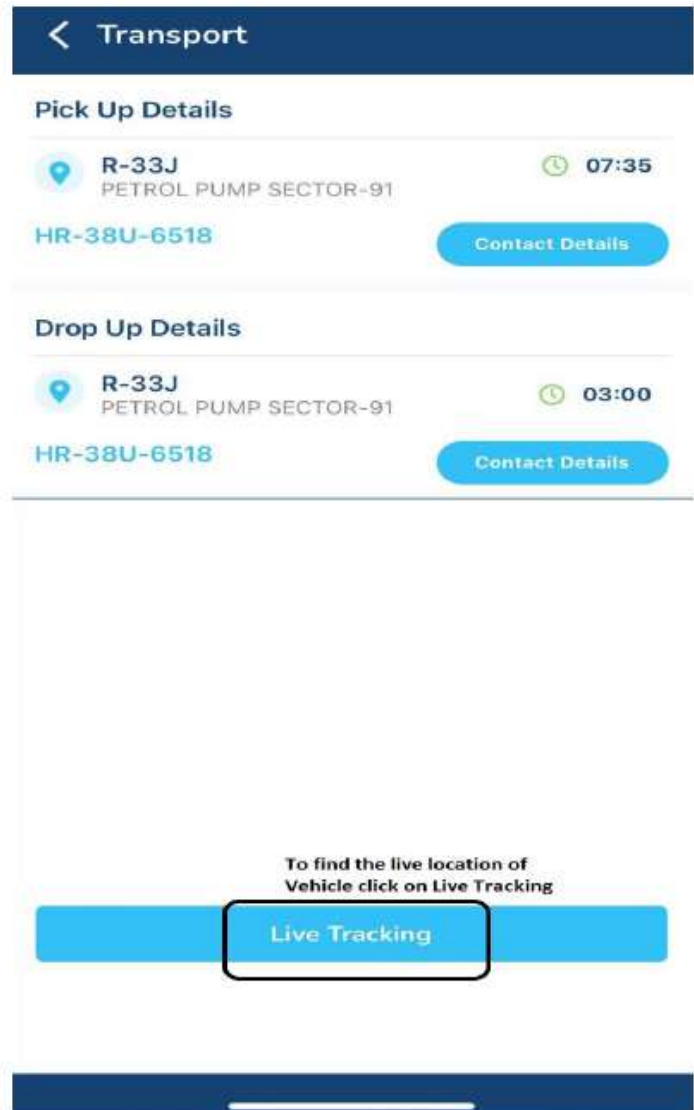 Transport
Pick Up Details
R-33J
07:35
PETROL PUMP SECTOR-91
HR-38U-6518
Contact Details
Drop Up Details
R-33J
03:00
PETROL PUMP SECTOR-91
HR-38U-6518
Contact Details
To find the live location of
Vehicle click on Live Tracking
Live Tracking